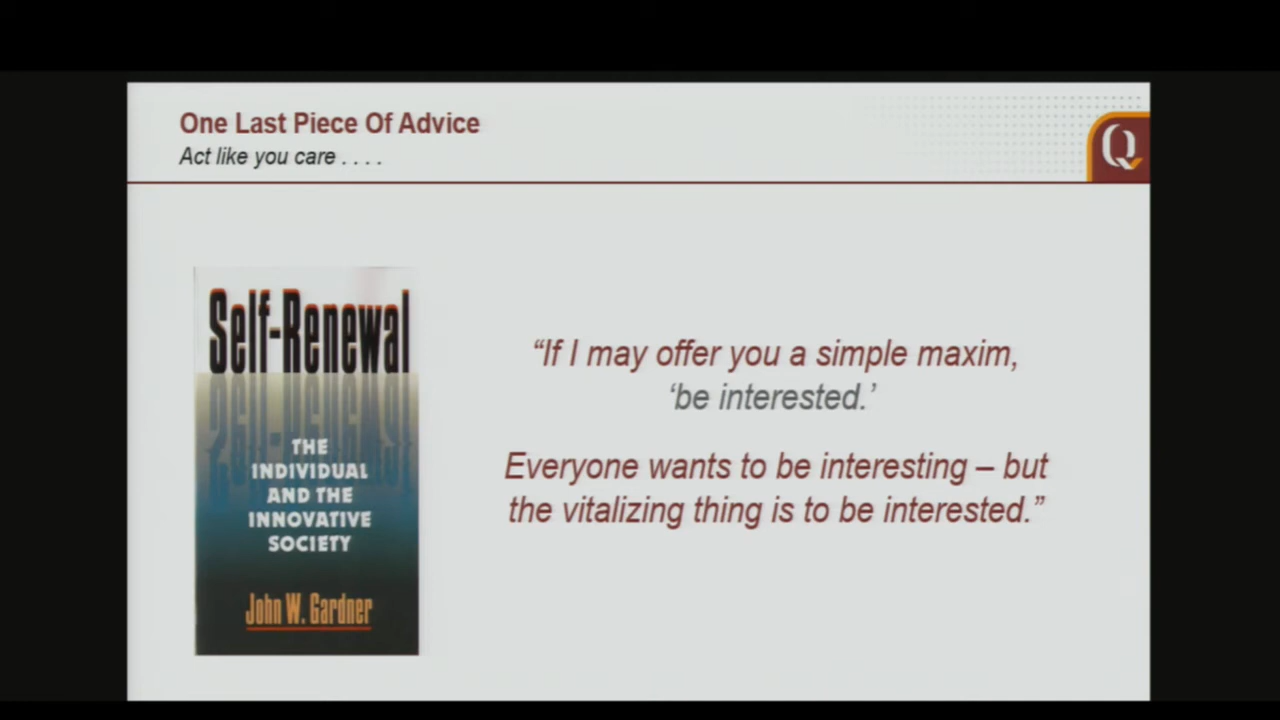 One Last Piece Of Advice
Act like you care . . . .
Q
Self-Renewal
THE
INDIVIDUAL
AND THE
INNOVATIVE
SOCIETY
John W. Gardner
“If I may offer you a simple maxim,
‘be interested.’
Everyone wants to be interesting – but
the vitalizing thing is to be interested.”